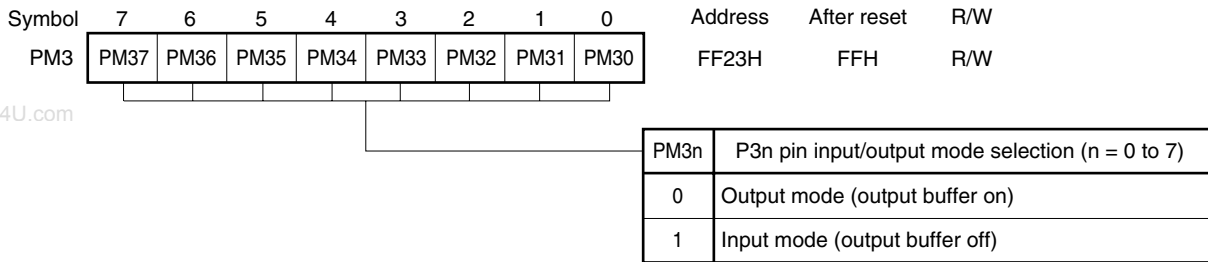 Symbol 7 6 5 4 3 2 1 0 Address After reset R/W
PM3 PM37 PM36 PM35 PM34 PM33 PM32 PM31 PM30 FF23H FFH R/W
4U.com
PM3n P3n pin input/output mode selection (n = 0 to 7)
0 Output mode (output buffer on)
1 Input mode (output buffer off)